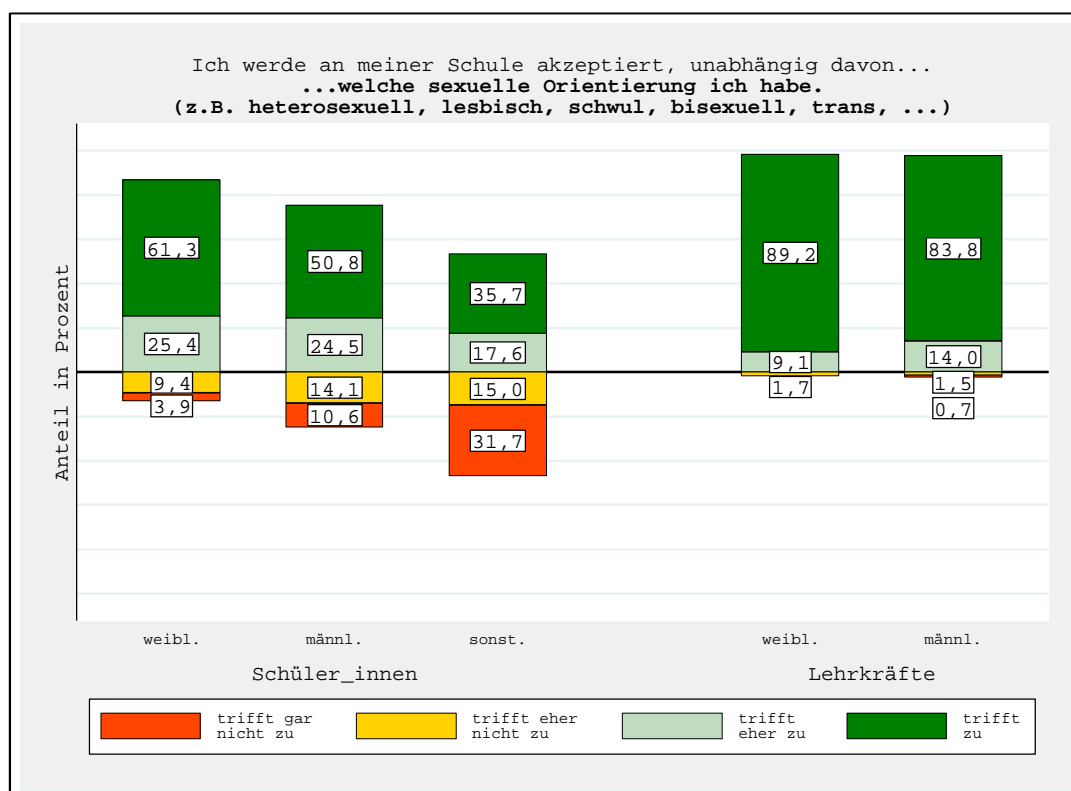 Ich werde an meiner Schule akzeptiert, unabhängig davon...
...welche sexuelle Orientierung ich habe.
(z.B. heterosexuell, lesbisch, schwul, bisexuell, trans, ...)
Anteil in Prozent
61,3
50,8
35,7
89,2
83,8
25,4
24,5
17,6
9,1
14,0
9,4
14,1
15,0
1,7
1,5
3,9
10,6
31,7
0,7
weibl.
männl.
sonst.
weibl.
männl.
Schüler_innen
Lehrkräfte
trifft gar
nicht zu
trifft eher
nicht zu
trifft
eher zu
trifft
zu